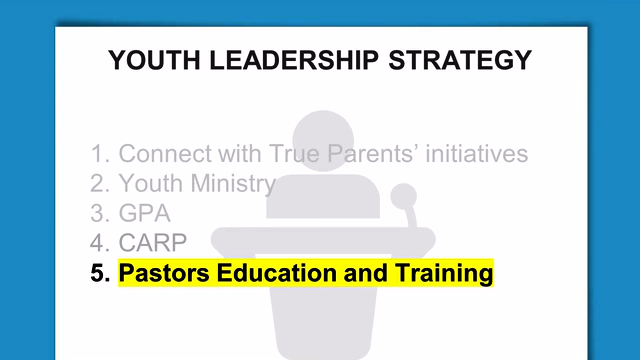 YOUTH LEADERSHIP STRATEGY
1. Connect with True Parents’ initiatives
2. Youth Ministry
3. GPA
4. CARP
5. Pastors Education and Training